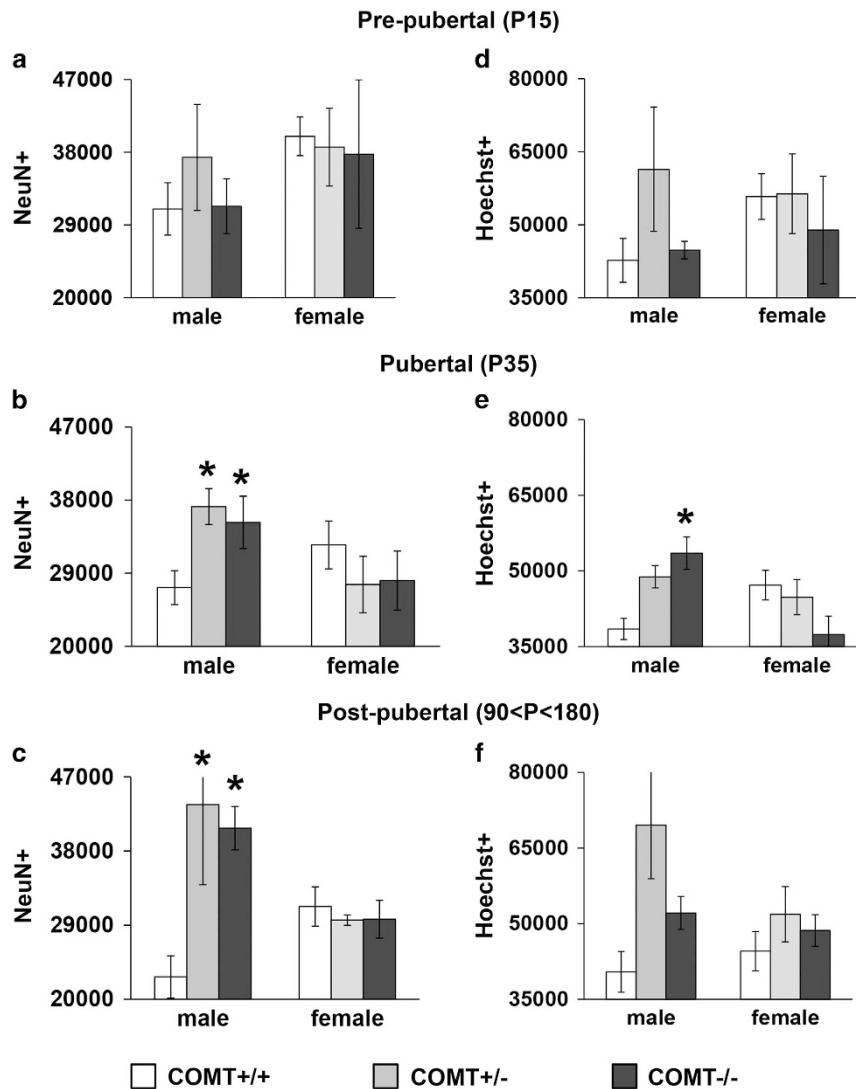 Pre-pubertal (P15)
a
47000
38000
29000
20000
NeuN+
male female
d
80000
65000
50000
35000
Hoechst+
male female
Pubertal (P35)
b
47000
38000
29000
20000
NeuN+
* *
male female
e
80000
65000
50000
35000
Hoechst+
*
male female
Post-pubertal (90<P<180)
c
47000
38000
29000
20000
NeuN+
* *
male female
f
80000
65000
50000
35000
Hoechst+
male female
COMT+/+ COMT+/- COMT-/-